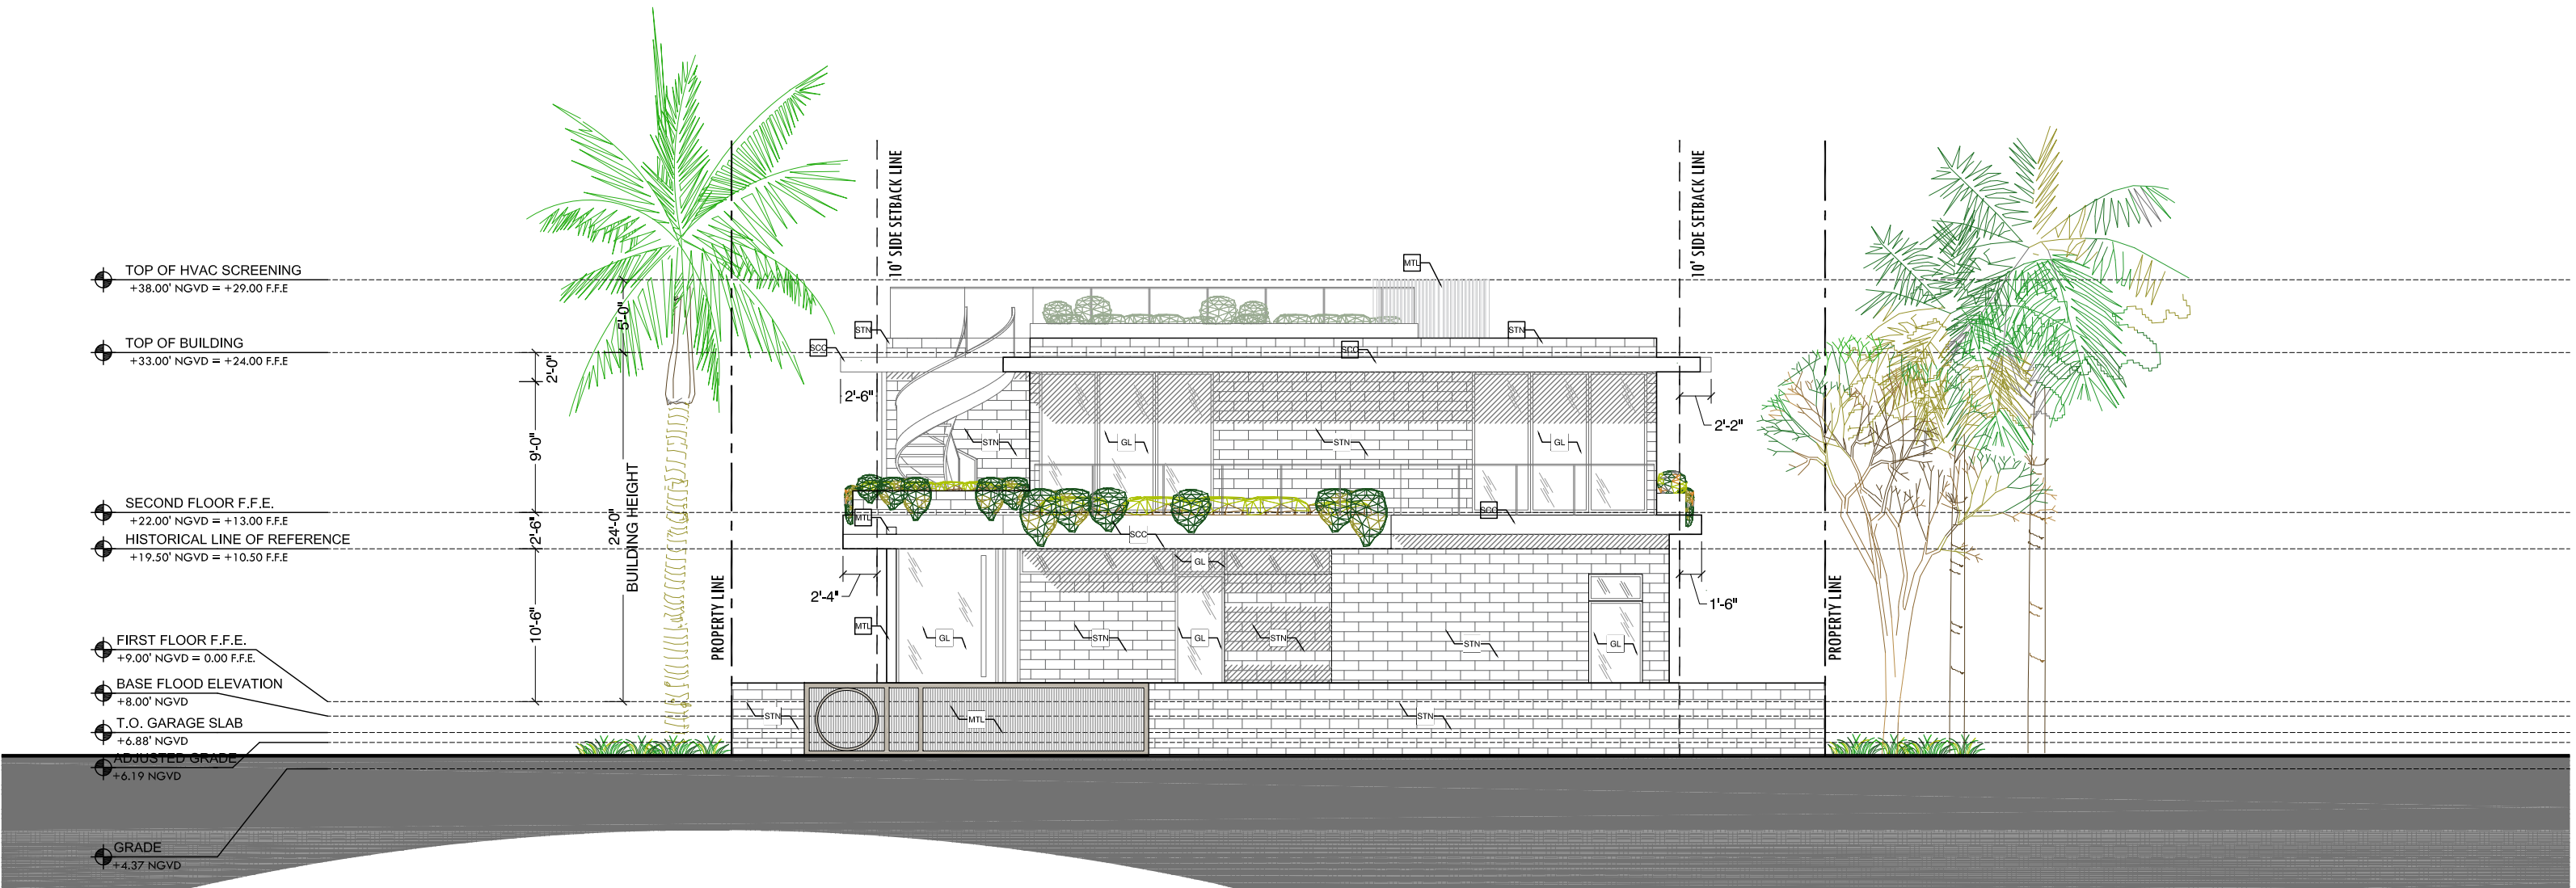 TOP OF HVAC SCREENING
+38.00' NGVD = +29.00 F.F.E
TOP OF BUILDING
+33.00' NGVD = +24.00 F.F.E
SECOND FLOOR F.F.E.
+22.00' NGVD = +13.00 F.F.E
HISTORICAL LINE OF REFERENCE
+19.50' NGVD = +10.50 F.F.E
FIRST FLOOR F.F.E.
+9.00' NGVD = 0.00 F.F.E.
BASE FLOOD ELEVATION
+8.00' NGVD
T.O. GARAGE SLAB
+6.88' NGVD
ADJUSTED GRADE
+6.19 NGVD
GRADE
+4.37 NGVD
2'-0"
9'-0"
2'-6"
10'-6"
5'-0"
24'-0"
BUILDING HEIGHT
PROPERTY LINE
10' SIDE SETBACK LINE
10' SIDE SETBACK LINE
PROPERTY LINE
MTL
STN
SCC
SCC
STN
2'-6"
2'-2"
STN
GL
STN
GL
MTL
SCC
SCC
GL
2'-4"
1'-6"
MTL
GL
STN
GL
STN
STN
GL
STN
MTL
STN